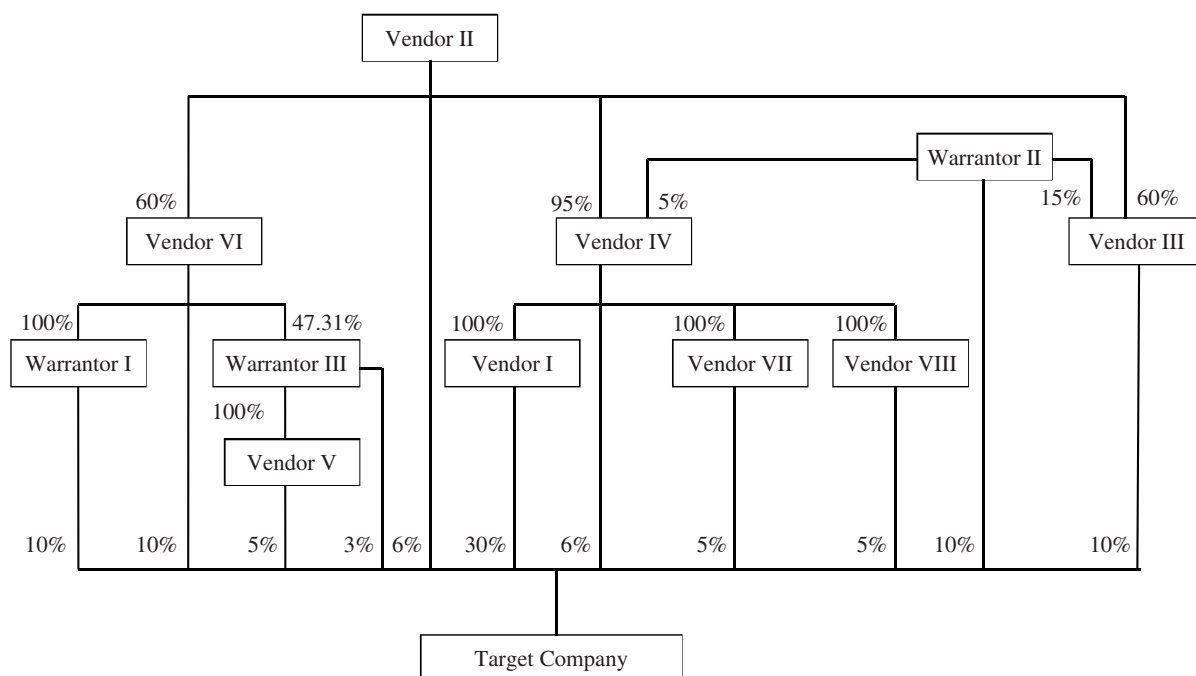 Vendor II
Warrantor II
60%
95%
5%
15%
60%
Vendor VI
Vendor IV
Vendor III
100%
47.31%
100%
100%
100%
Warrantor I
Warrantor III
Vendor I
Vendor VII
Vendor VIII
100%
Vendor V
10%
10%
5%
3%
6%
30%
6%
5%
5%
10%
10%
Target Company